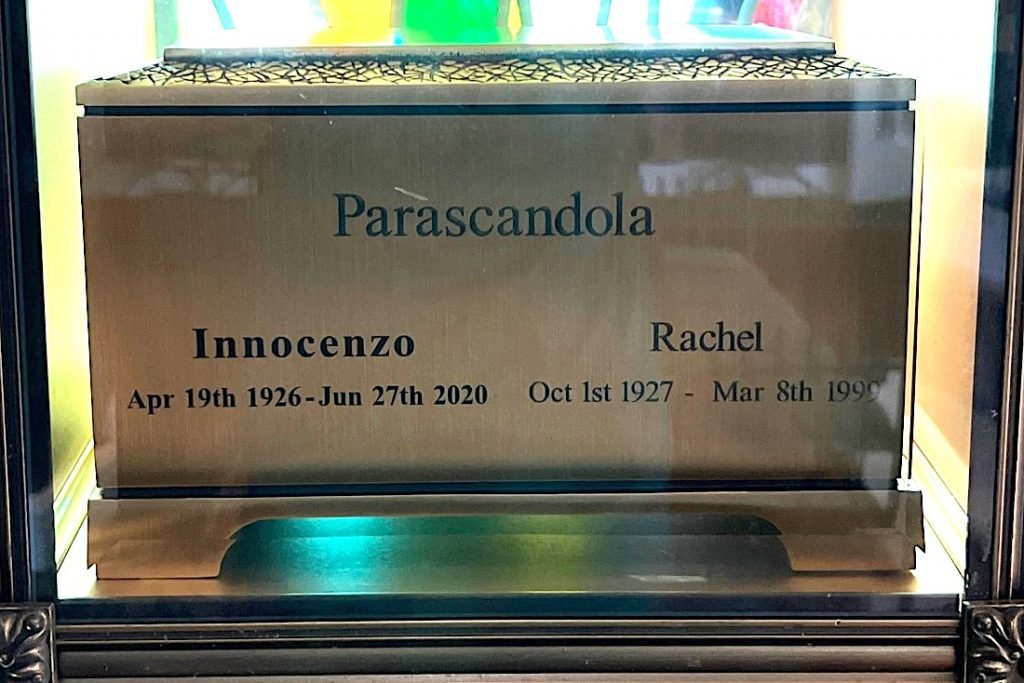 Parascandola
Innocenzo Rachel
Apr 19th 1926-Jun 27th 2020 Oct 1st 1927 - Mar 8th 1999